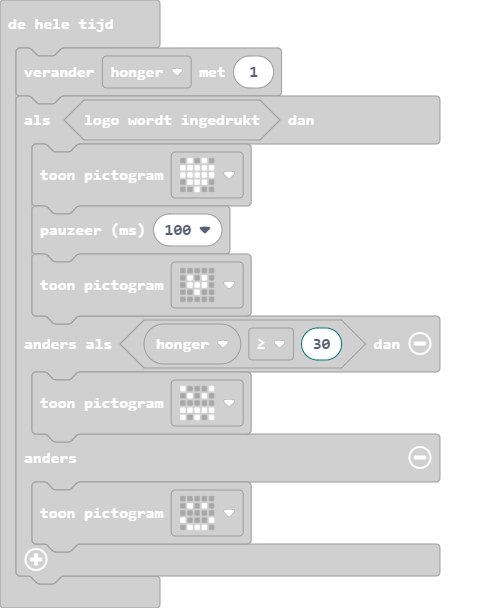 de hele tijd
verander honger met 1
als logo wordt ingedrukt dan
toon pictogram
pauzeer (ms) 100
toon pictogram
anders als honger ≥ 30 dan
toon pictogram
anders
toon pictogram